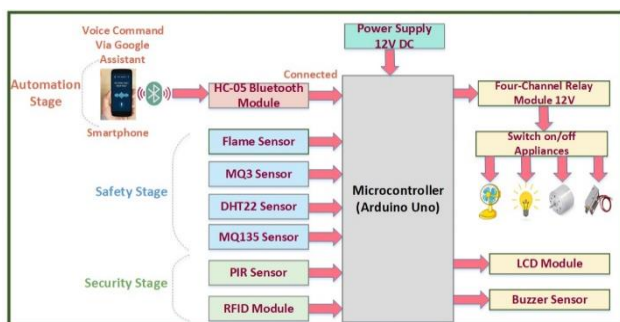 Voice Command
Via Google
Assistant
Automation
Stage
Smartphone
HC-05 Bluetooth
Module
Connected
Power Supply
12V DC
Four-Channel Relay
Module 12V
Switch on/off
Appliances
Safety Stage
Flame Sensor
MQ3 Sensor
DHT22 Sensor
MQ135 Sensor
Microcontroller
(Arduino Uno)
Security Stage
PIR Sensor
RFID Module
LCD Module
Buzzer Sensor